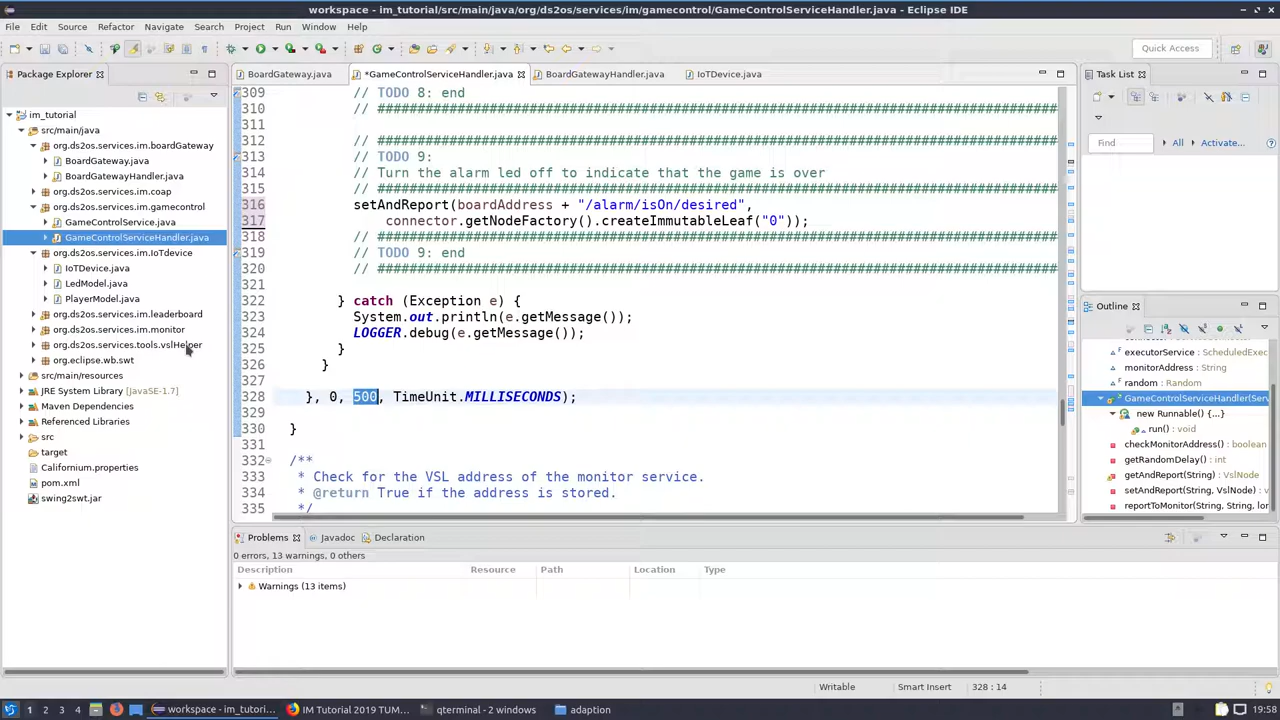 workspace - im_tutorial/src/main/java/org/ds2os/services/im/gamecontrol/GameControlServiceHandler.java - Eclipse IDE
File Edit Source Refactor Navigate Search Project Run Window Help
Quick Access
Package Explorer
im_tutorial
src/main/java
org.ds2os.services.im.boardGateway
BoardGateway.java
BoardGatewayHandler.java
org.ds2os.services.im.coap
org.ds2os.services.im.gamecontrol
GameControlService.java
GameControlServiceHandler.java
org.ds2os.services.im.IoTdevice
IoTDevice.java
LedModel.java
PlayerModel.java
org.ds2os.services.im.leaderboard
org.ds2os.services.im.monitor
org.ds2os.services.tools.vslHelper
org.eclipse.wb.swt
src/main/resources
JRE System Library [JavaSE-1.7]
Maven Dependencies
Referenced Libraries
src
target
Californium.properties
pom.xml
swing2swt.jar
BoardGateway.java *GameControlServiceHandler.java BoardGatewayHandler.java IoTDevice.java
309 // TODO 8: end
310 // ################################################################################
311
312 // ################################################################################
313 // TODO 9:
314 // Turn the alarm led off to indicate that the game is over
315 // ################################################################################
316 setAndReport(boardAddress + "/alarm/isOn/desired",
317 connector.getNodeFactory().createImmutableLeaf("0"));
318 // ################################################################################
319 // TODO 9: end
320 // ################################################################################
321
322 } catch (Exception e) {
323 System.out.println(e.getMessage());
324 LOGGER.debug(e.getMessage());
325 }
326 }
327
328 }, 0, 500, TimeUnit.MILLISECONDS);
329
330 }
331
332 /**
333 * Check for the VSL address of the monitor service.
334 * @return True if the address is stored.
335 */
Problems Javadoc Declaration
0 errors, 13 warnings, 0 others
Description Resource Path Location Type
Warnings (13 items)
Task List
Find All Activate...
Outline
executorService : ScheduledExec
monitorAddress : String
random : Random
GameControlServiceHandler(Serv
new Runnable() {...}
run() : void
checkMonitorAddress() : boolean
getRandomDelay() : int
getAndReport(String) : VslNode
setAndReport(String, VslNode) : v
reportToMonitor(String, String, lor
Writable Smart Insert 328 : 14
1 2 3 4 workspace - im_tutori... IM Tutorial 2019 TUM... qterminal - 2 windows adaption 19:58